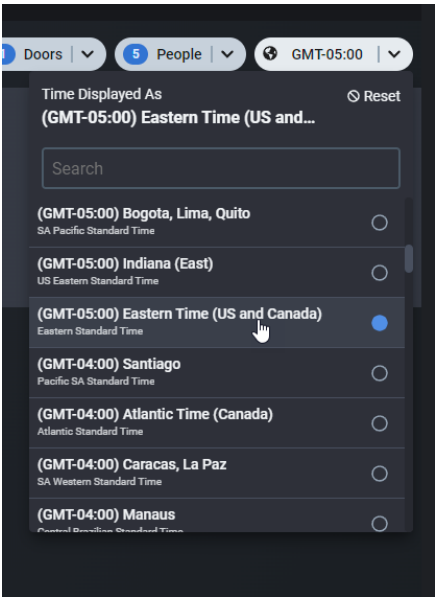 Doors
5 People
GMT-05:00
Time Displayed As
Reset
(GMT-05:00) Eastern Time (US and...
Search
(GMT-05:00) Bogota, Lima, Quito
SA Pacific Standard Time
(GMT-05:00) Indiana (East)
US Eastern Standard Time
(GMT-05:00) Eastern Time (US and Canada)
Eastern Standard Time
(GMT-04:00) Santiago
Pacific SA Standard Time
(GMT-04:00) Atlantic Time (Canada)
Atlantic Standard Time
(GMT-04:00) Caracas, La Paz
SA Western Standard Time
(GMT-04:00) Manaus
Central Brazilian Standard Time